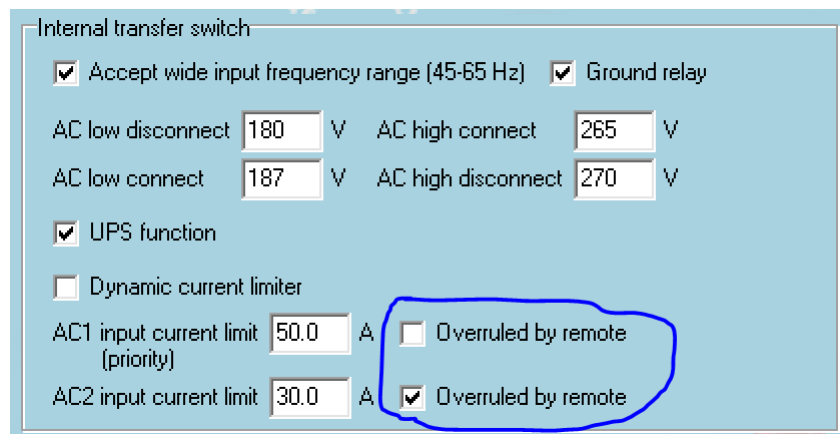 Internal transfer switch
Accept wide input frequency range (45-65 Hz) Ground relay
AC low disconnect 180 V AC high connect 265 V
AC low connect 187 V AC high disconnect 270 V
UPS function
Dynamic current limiter
AC1 input current limit 50.0 A Overruled by remote
(priority)
AC2 input current limit 30.0 A Overruled by remote